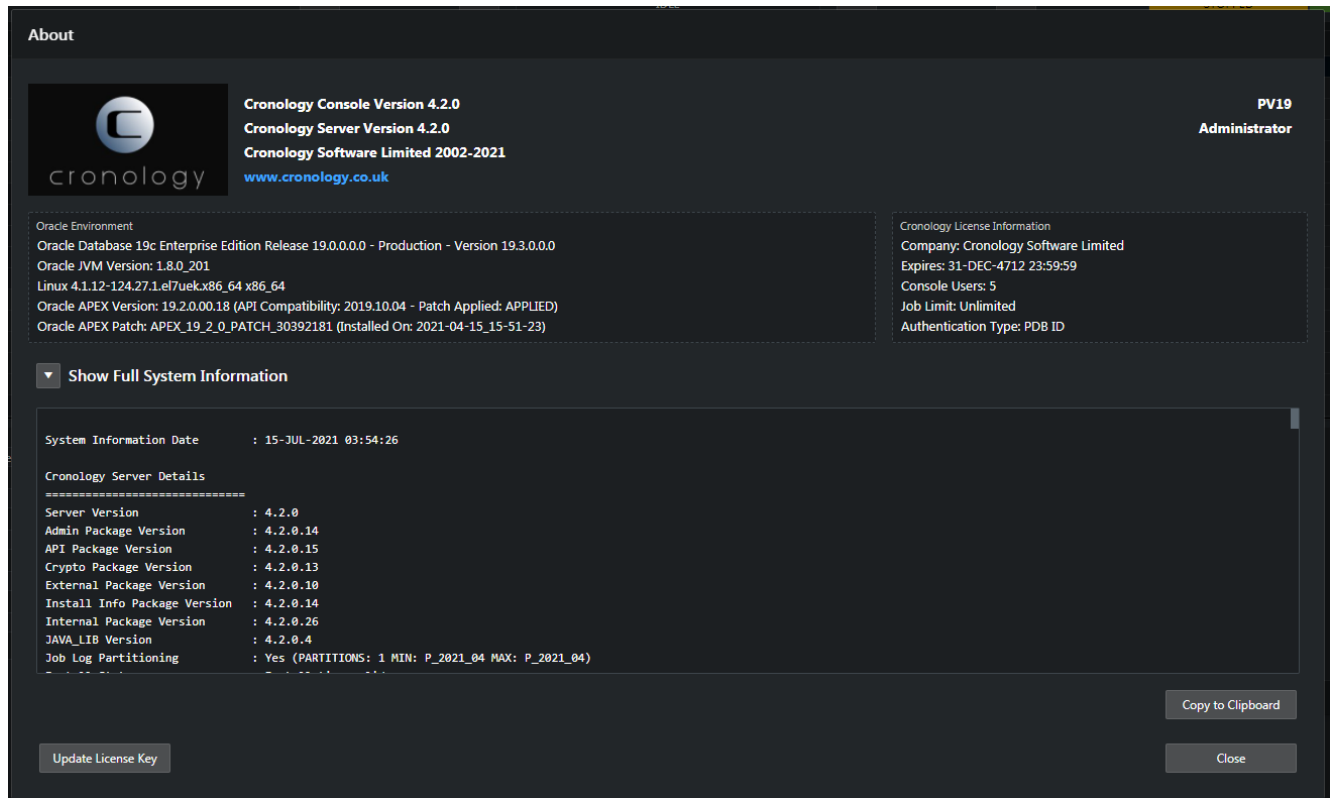 About
cronology
Cronology Console Version 4.2.0
Cronology Server Version 4.2.0
Cronology Software Limited 2002-2021
www.cronology.co.uk
PV19
Administrator
Oracle Environment
Oracle Database 19c Enterprise Edition Release 19.0.0.0.0 - Production - Version 19.3.0.0.0
Oracle JVM Version: 1.8.0_201
Linux 4.1.12-124.27.1.el7uek.x86_64 x86_64
Oracle APEX Version: 19.2.0.00.18 (API Compatibility: 2019.10.04 - Patch Applied: APPLIED)
Oracle APEX Patch: APEX_19_2_0_PATCH_30392181 (Installed On: 2021-04-15_15-51-23)
Cronology License Information
Company: Cronology Software Limited
Expires: 31-DEC-4712 23:59:59
Console Users: 5
Job Limit: Unlimited
Authentication Type: PDB ID
Show Full System Information
System Information Date : 15-JUL-2021 03:54:26
Cronology Server Details
==============================
Server Version : 4.2.0
Admin Package Version : 4.2.0.14
API Package Version : 4.2.0.15
Crypto Package Version : 4.2.0.13
External Package Version : 4.2.0.10
Install Info Package Version : 4.2.0.14
Internal Package Version : 4.2.0.26
JAVA_LIB Version : 4.2.0.4
Job Log Partitioning : Yes (PARTITIONS: 1 MIN: P_2021_04 MAX: P_2021_04)
Copy to Clipboard
Update License Key
Close